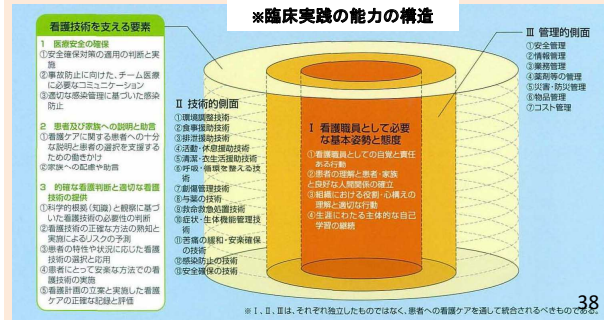 ※臨床実践の能力の構造
看護技術を支える要素
1 医療安全の確保
①安全確保対策の適用の判断と実
施
②事故防止に向けた、チーム医療
に必要なコミュニケーション
③適切な感染管理に基づいた感染
防止
2 患者及び家族への説明と助言
①看護ケアに関する患者への十分
な説明と患者の選択を支援する
ための働きかけ
②家族への配慮や助言
3 的確な看護判断と適切な看護
技術の提供
①科学的根拠(知識)と観察に基づ
いた看護技術の必要性の判断
②看護技術の正確な方法の熟知と
実施によるリスクの予測
③患者の特性や状況に応じた看護
技術の選択と応用
④患者にとって安楽な方法での看
護技術の実施
⑤看護計画の立案と実施した看護
ケアの正確な記録と評価
Ⅱ 技術的側面
①環境調整技術
②食事援助技術
③排泄援助技術
④活動・休息援助技術
⑤清潔・衣生活援助技術
⑥呼吸・循環を整える技
術
⑦創傷管理技術
⑧与薬の技術
⑨救命救急処置技術
⑩症状・生体機能管理技
術
⑪苦痛の緩和・安楽確保
の技術
⑫感染防止の技術
⑬安全確保の技術
Ⅰ 看護職員として必要
な基本姿勢と態度
①看護職員としての自覚と責任
ある行動
②患者の理解と患者・家族
と良好な人間関係の確立
③組織における役割・心構えの
理解と適切な行動
④生涯にわたる主体的な自己
学習の継続
Ⅲ 管理的側面
①安全管理
②情報管理
③業務管理
④薬剤等の管理
⑤災害・防災管理
⑥物品管理
⑦コスト管理
※Ⅰ、Ⅱ、Ⅲは、それぞれ独立したものではなく、患者への看護ケアを通して統合されるべきものである。
38